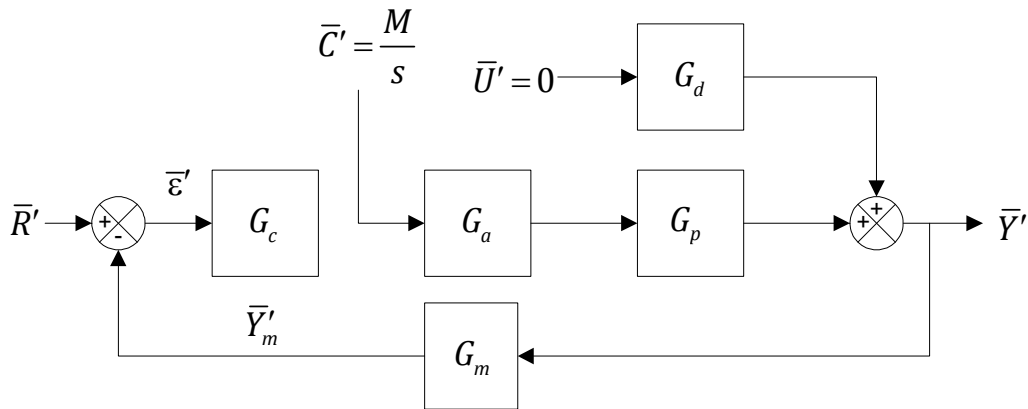 C̅′ = M/s
U̅′ = 0
G_d
+
ε̅′
R̅′
+
-
G_c
G_a
G_p
+
Y̅′
Y̅′_m
G_m